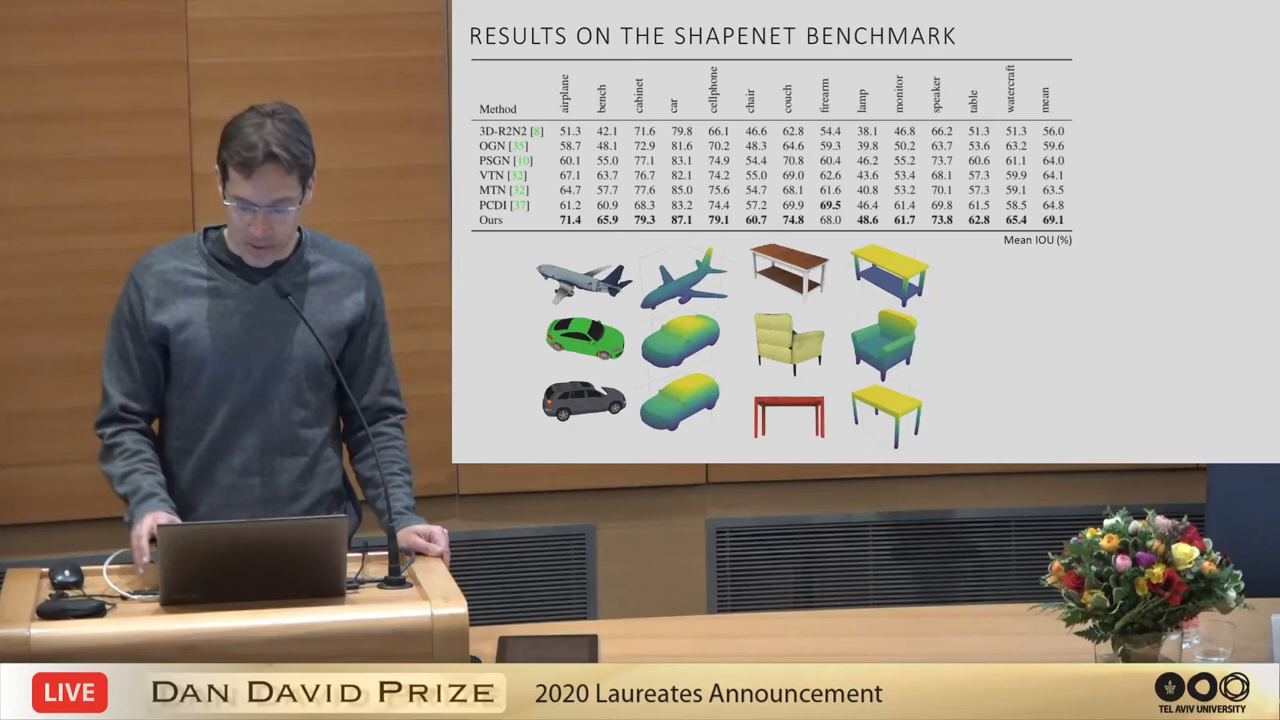 RESULTS ON THE SHAPENET BENCHMARK
Method airplane bench cabinet car cellphone chair couch firearm lamp monitor speaker table watercraft mean
3D-R2N2 [8] 51.3 42.1 71.6 79.8 66.1 46.6 62.8 54.4 38.1 46.8 66.2 51.3 51.3 56.0
OGN [35] 58.7 48.1 72.9 81.6 70.2 48.3 64.6 59.3 39.8 50.2 63.7 53.6 63.2 59.6
PSGN [10] 60.1 55.0 77.1 83.1 74.9 54.4 70.8 60.4 46.2 55.2 73.7 60.6 61.1 64.0
VTN [32] 67.1 63.7 76.7 82.1 74.2 55.0 69.0 62.6 43.6 53.4 68.1 57.3 59.9 64.1
MTN [32] 64.7 57.7 77.6 85.0 75.6 54.7 68.1 61.6 40.8 53.2 70.1 57.3 59.1 63.5
PCDI [37] 61.2 60.9 68.3 83.2 74.4 57.2 69.9 69.5 46.4 61.4 69.8 61.5 58.5 64.8
Ours 71.4 65.9 79.3 87.1 79.1 60.7 74.8 68.0 48.6 61.7 73.8 62.8 65.4 69.1
Mean IOU (%)
LIVE DAN DAVID PRIZE 2020 Laureates Announcement
TEL AVIV UNIVERSITY